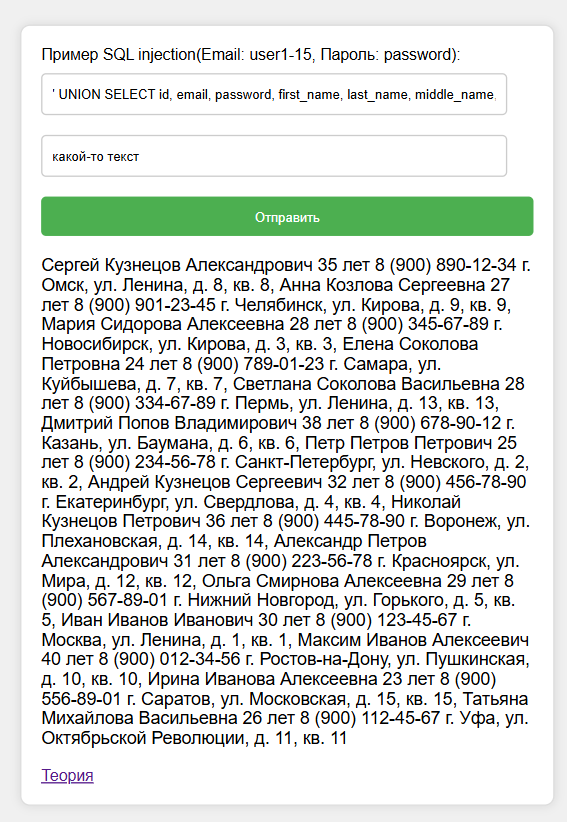 Пример SQL injection(Email: user1-15, Пароль: password):
' UNION SELECT id, email, password, first_name, last_name, middle_name,
какой-то текст
Отправить
Сергей Кузнецов Александрович 35 лет 8 (900) 890-12-34 г.
Омск, ул. Ленина, д. 8, кв. 8, Анна Козлова Сергеевна 27
лет 8 (900) 901-23-45 г. Челябинск, ул. Кирова, д. 9, кв. 9,
Мария Сидорова Алексеевна 28 лет 8 (900) 345-67-89 г.
Новосибирск, ул. Кирова, д. 3, кв. 3, Елена Соколова
Петровна 24 лет 8 (900) 789-01-23 г. Самара, ул.
Куйбышева, д. 7, кв. 7, Светлана Соколова Васильевна 28
лет 8 (900) 334-67-89 г. Пермь, ул. Ленина, д. 13, кв. 13,
Дмитрий Попов Владимирович 38 лет 8 (900) 678-90-12 г.
Казань, ул. Баумана, д. 6, кв. 6, Петр Петров Петрович 25
лет 8 (900) 234-56-78 г. Санкт-Петербург, ул. Невского, д. 2,
кв. 2, Андрей Кузнецов Сергеевич 32 лет 8 (900) 456-78-90
г. Екатеринбург, ул. Свердлова, д. 4, кв. 4, Николай
Кузнецов Петрович 36 лет 8 (900) 445-78-90 г. Воронеж, ул.
Плехановская, д. 14, кв. 14, Александр Петров
Александрович 31 лет 8 (900) 223-56-78 г. Красноярск, ул.
Мира, д. 12, кв. 12, Ольга Смирнова Алексеевна 29 лет 8
(900) 567-89-01 г. Нижний Новгород, ул. Горького, д. 5, кв.
5, Иван Иванов Иванович 30 лет 8 (900) 123-45-67 г.
Москва, ул. Ленина, д. 1, кв. 1, Максим Иванов Алексеевич
40 лет 8 (900) 012-34-56 г. Ростов-на-Дону, ул. Пушкинская,
д. 10, кв. 10, Ирина Иванова Алексеевна 23 лет 8 (900)
556-89-01 г. Саратов, ул. Московская, д. 15, кв. 15, Татьяна
Михайлова Васильевна 26 лет 8 (900) 112-45-67 г. Уфа, ул.
Октябрьской Революции, д. 11, кв. 11
Теория